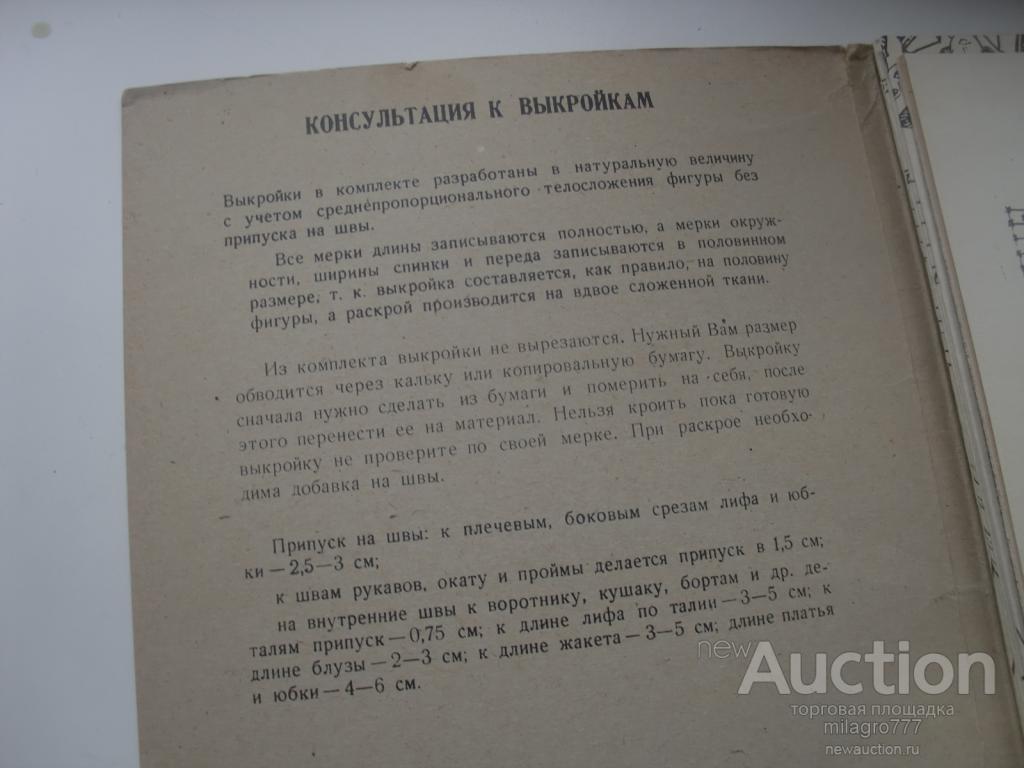 КОНСУЛЬТАЦИЯ К ВЫКРОЙКАМ
Выкройки в комплекте разработаны в натуральную величину
с учетом среднепропорционального телосложения фигуры без
припуска на швы.
Все мерки длины записываются полностью, а мерки окруж-
ности, ширины спинки и переда записываются в половинном
размере, т. к. выкройка составляется, как правило, на половину
фигуры, а раскрой производится на вдвое сложенной ткани.
Из комплекта выкройки не вырезаются. Нужный Вам размер
обводится через кальку или копировальную бумагу. Выкройку
сначала нужно сделать из бумаги и померить на себя, после
этого перенести ее на материал. Нельзя кроить пока готовую
выкройку не проверите по своей мерке. При раскрое необхо-
дима добавка на швы.
Припуск на швы: к плечевым, боковым срезам лифа и юб-
ки—2,5—3 см;
к швам рукавов, окату и проймы делается припуск в 1,5 см;
на внутренние швы к воротнику, кушаку, бортам и др. де-
талям припуск—0,75 см; к длине лифа по талии—3—5 см; к
длине блузы—2—3 см; к длине жакета—3—5 см; длине платья
и юбки—4—6 см.
newAuction
торговая площадка
milagro777
newauction.ru